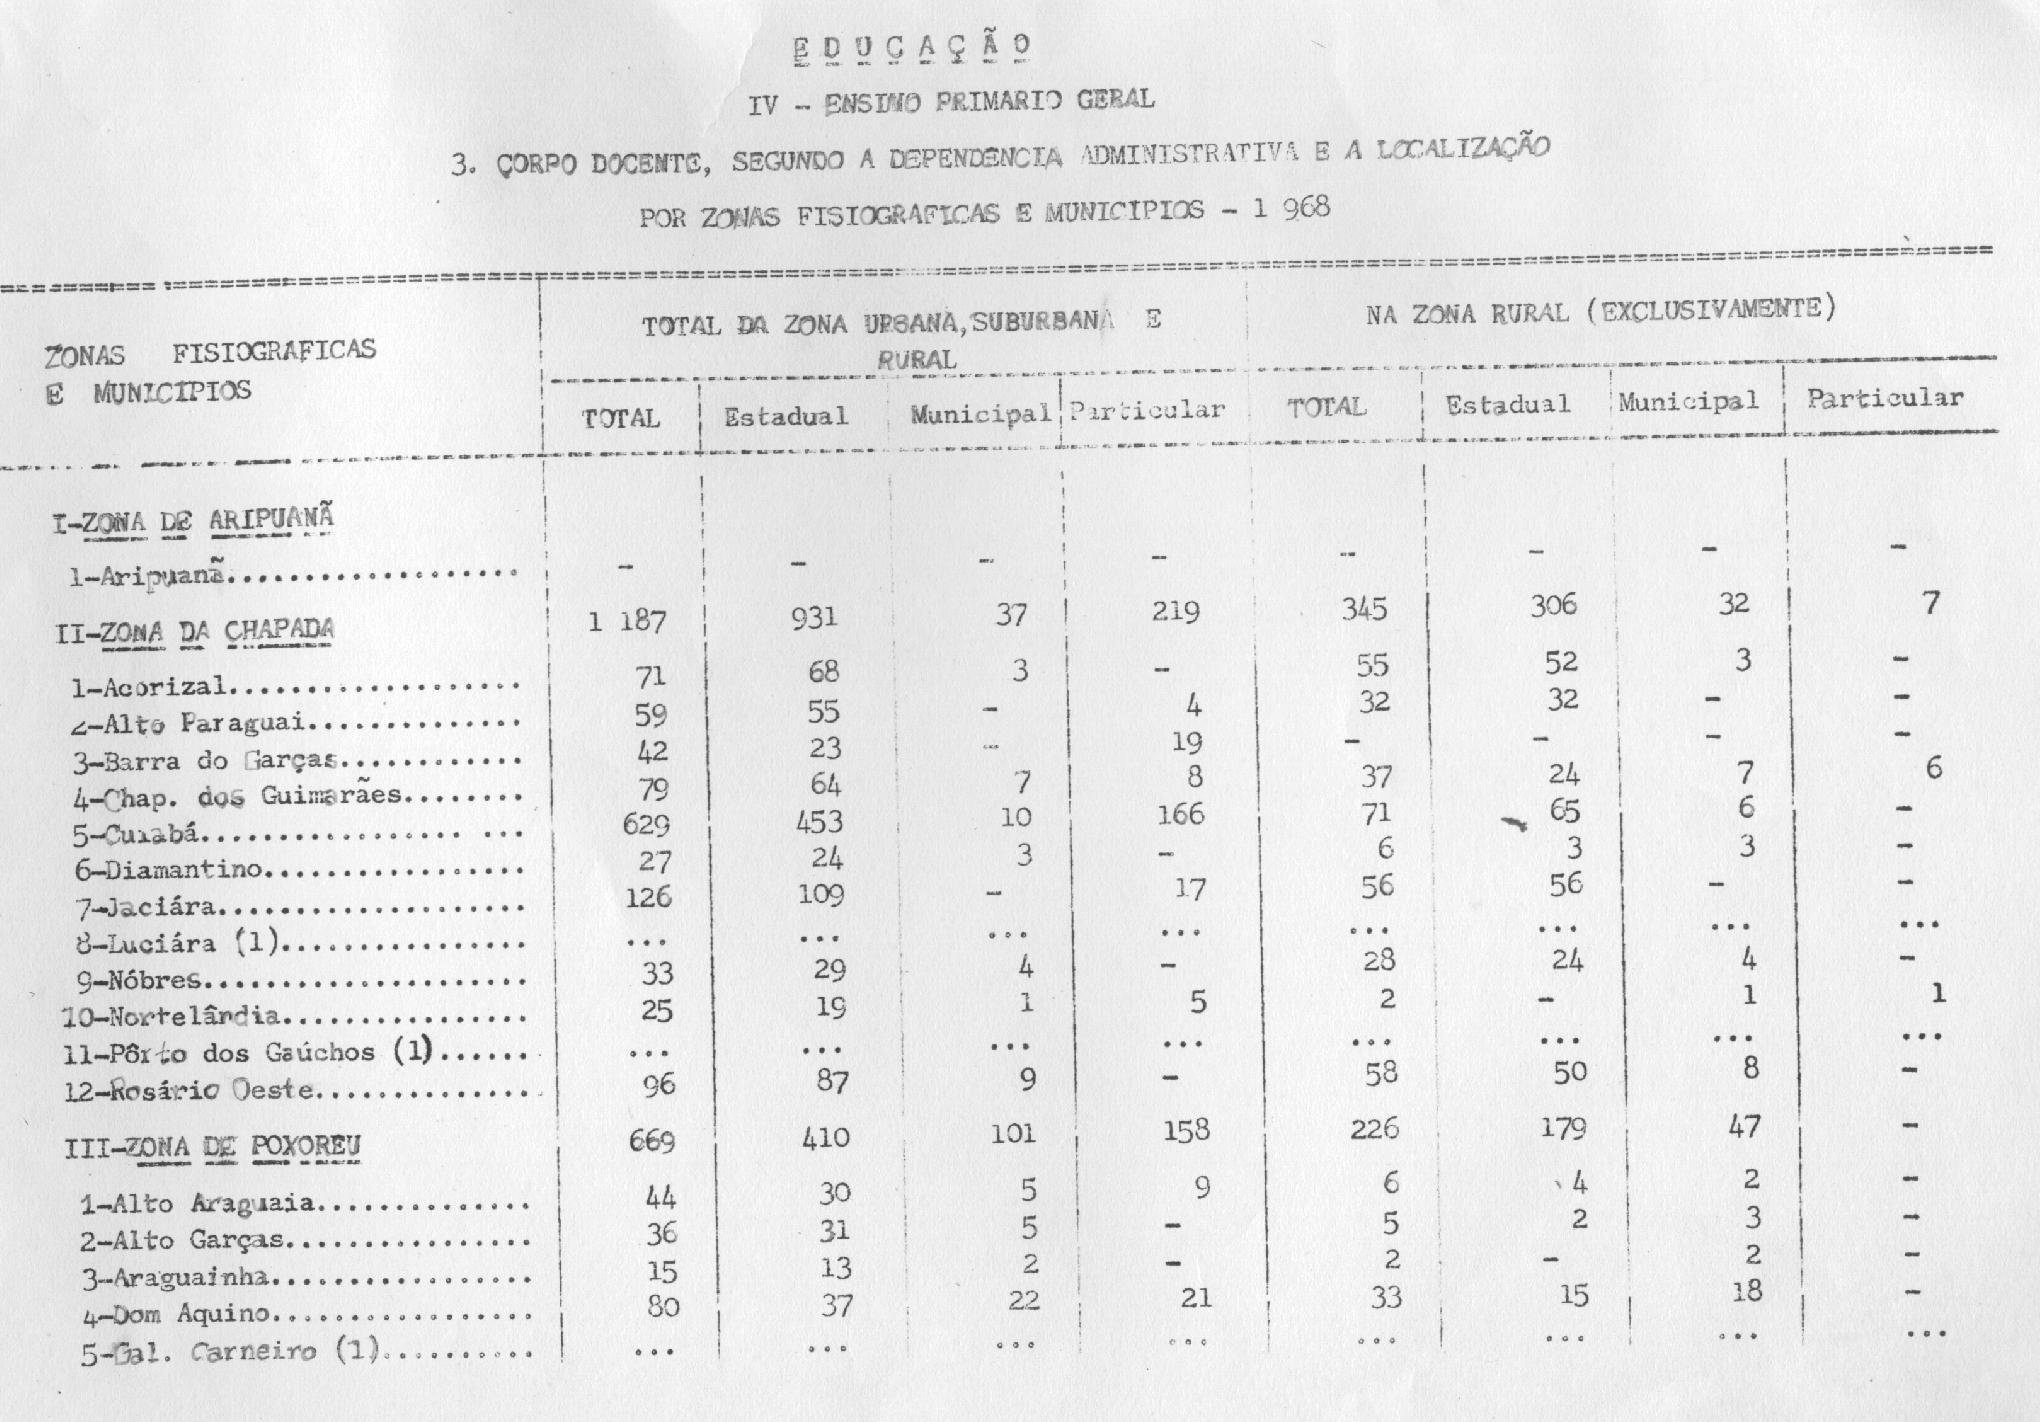 EDUCAÇÃO
IV - ENSINO PRIMARIO GERAL
3. CORPO DOCENTE, SEGUNDO A DEPENDENCIA ADMINISTRATIVA E A LOCALIZAÇÃO
POR ZONAS FISIOGRAFICAS E MUNICIPIOS - 1 968
ZONAS FISIOGRAFICAS E MUNICIPIOS
TOTAL DA ZONA URBANA, SUBURBANA E RURAL
NA ZONA RURAL (EXCLUSIVAMENTE)
TOTAL Estadual Municipal Particular TOTAL Estadual Municipal Particular
I-ZONA DE ARIPUANÃ
1-Aripuanã................... - - - - - - - -
II-ZONA DA CHAPADA 1 187 931 37 219 345 306 32 7
1-Acorizal................... 71 68 3 - 55 52 3 -
2-Alto Paraguai.............. 59 55 - 4 32 32 - -
3-Barra do Garças............ 42 23 - 19 - - - -
4-Chap. dos Guimarães........ 79 64 7 8 37 24 7 6
5-Cuiabá................. ... 629 453 10 166 71 65 6 -
6-Diamantino................. 27 24 3 - 6 3 3 -
7-Jaciára.................... 126 109 - 17 56 56 - -
8-Luciára (1)................ ... ... ... ... ... ... ... ...
9-Nóbres..................... 33 29 4 - 28 24 4 -
10-Nortelândia................ 25 19 1 5 2 - 1 1
11-Pôrto dos Gaúchos (1)...... ... ... ... ... ... ... ... ...
12-Rosário Oeste.............. 96 87 9 - 58 50 8 -
III-ZONA DE POXOREU 669 410 101 158 226 179 47 -
1-Alto Araguaia.............. 44 30 5 9 6 4 2 -
2-Alto Garças................ 36 31 5 - 5 2 3 -
3-Araguainha................. 15 13 2 - 2 - 2 -
4-Dom Aquino................. 80 37 22 21 33 15 18 -
5-Gal. Carneiro (1).......... ... ... ... ... ... ... ... ...